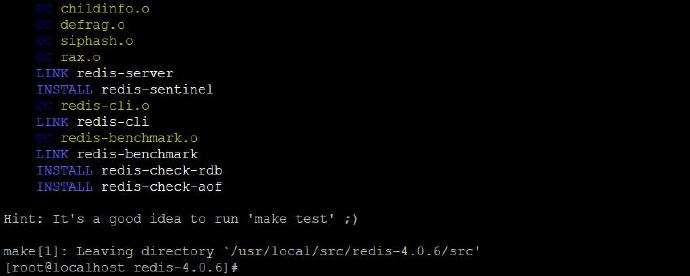 CC childinfo.o
CC defrag.o
CC siphash.o
CC rax.o
LINK redis-server
INSTALL redis-sentinel
CC redis-cli.o
LINK redis-cli
CC redis-benchmark.o
LINK redis-benchmark
INSTALL redis-check-rdb
INSTALL redis-check-aof
Hint: It's a good idea to run 'make test' ;)
make[1]: Leaving directory `/usr/local/src/redis-4.0.6/src'
[root@localhost redis-4.0.6]#